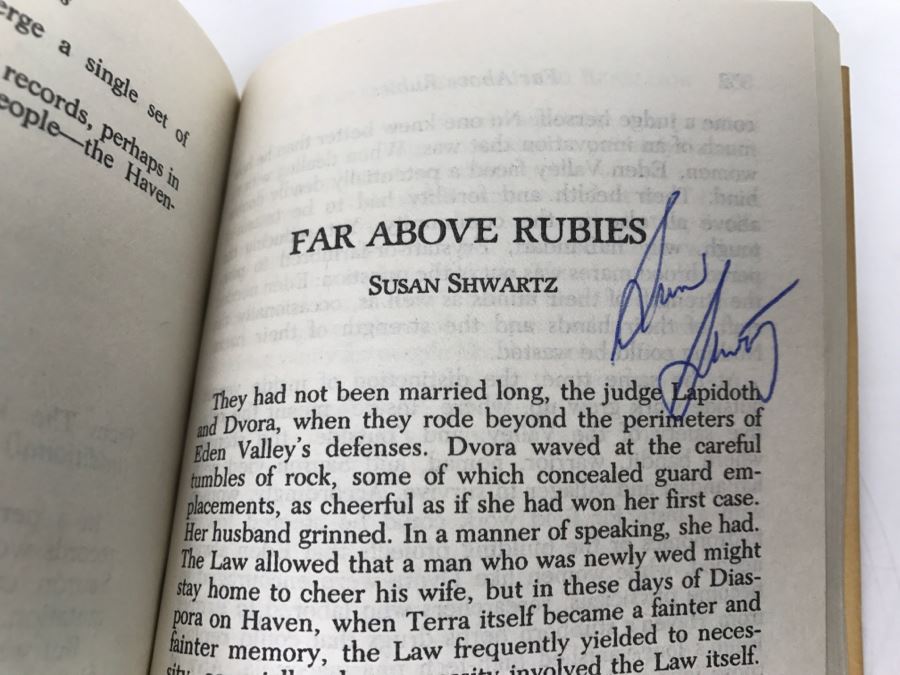 erge a single set of
records, perhaps in
eople—the Haven-
FAR ABOVE RUBIES
SUSAN SHWARTZ
They had not been married long, the judge Lapidoth
and Dvora, when they rode beyond the perimeters of
Eden Valley's defenses. Dvora waved at the careful
tumbles of rock, some of which concealed guard em-
placements, as cheerful as if she had won her first case.
Her husband grinned. In a manner of speaking, she had.
The Law allowed that a man who was newly wed might
stay home to cheer his wife, but in these days of Dias-
pora on Haven, when Terra itself became a fainter and
fainter memory, the Law frequently yielded to neces-
involved the Law itself.